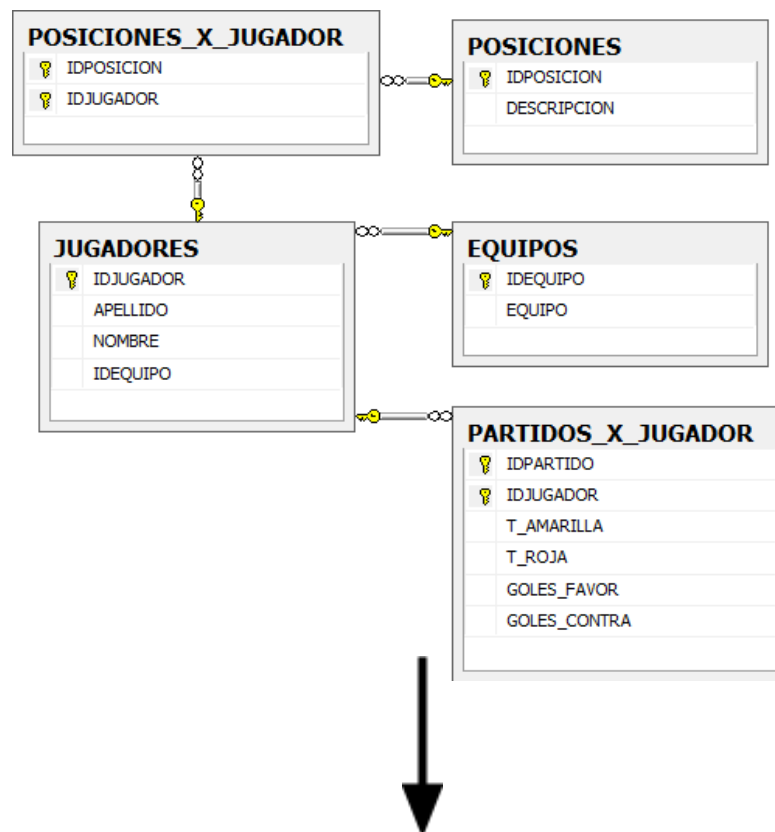 POSICIONES_X_JUGADOR
IDPOSICION
IDJUGADOR
POSICIONES
IDPOSICION
DESCRIPCION
JUGADORES
IDJUGADOR
APELLIDO
NOMBRE
IDEQUIPO
EQUIPOS
IDEQUIPO
EQUIPO
PARTIDOS_X_JUGADOR
IDPARTIDO
IDJUGADOR
T_AMARILLA
T_ROJA
GOLES_FAVOR
GOLES_CONTRA